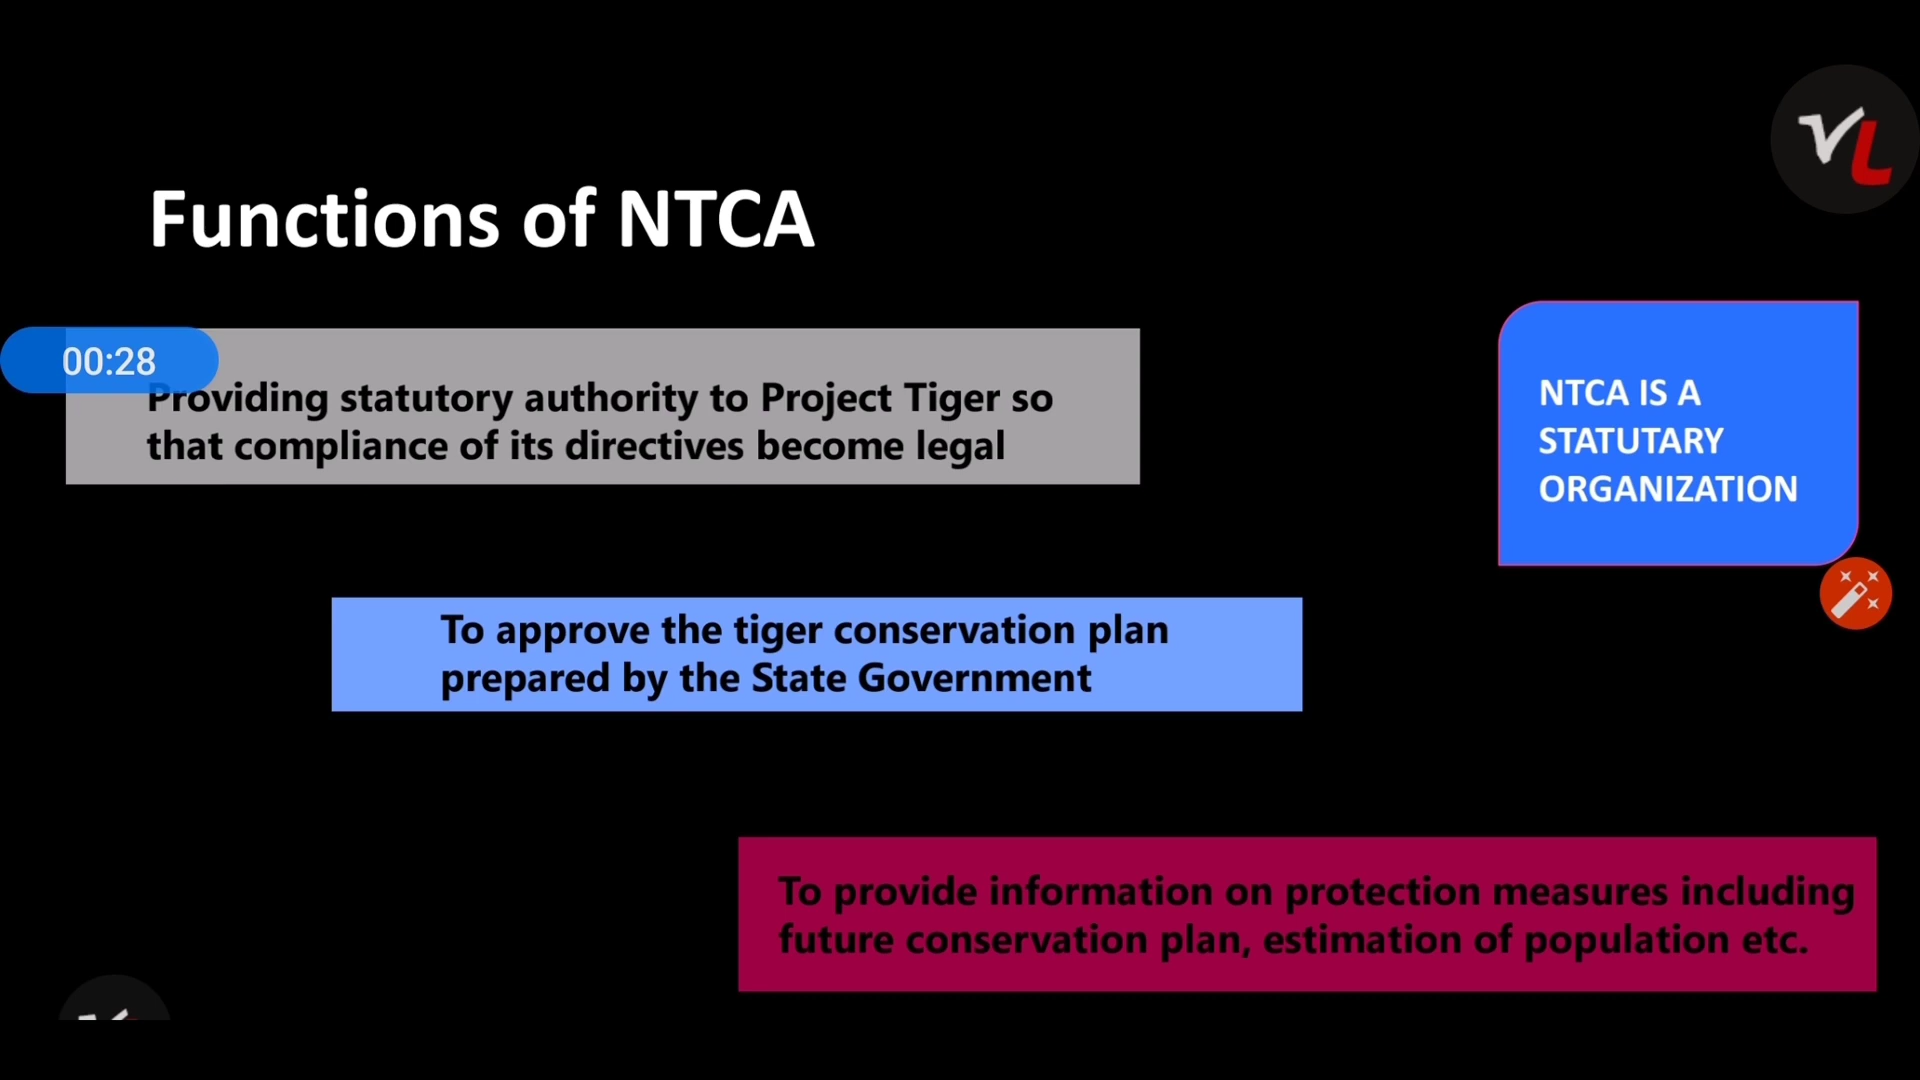 VL
Functions of NTCA
00:28
Providing statutory authority to Project Tiger so
that compliance of its directives become legal
NTCA IS A
STATUTARY
ORGANIZATION
To approve the tiger conservation plan
prepared by the State Government
To provide information on protection measures including
future conservation plan, estimation of population etc.